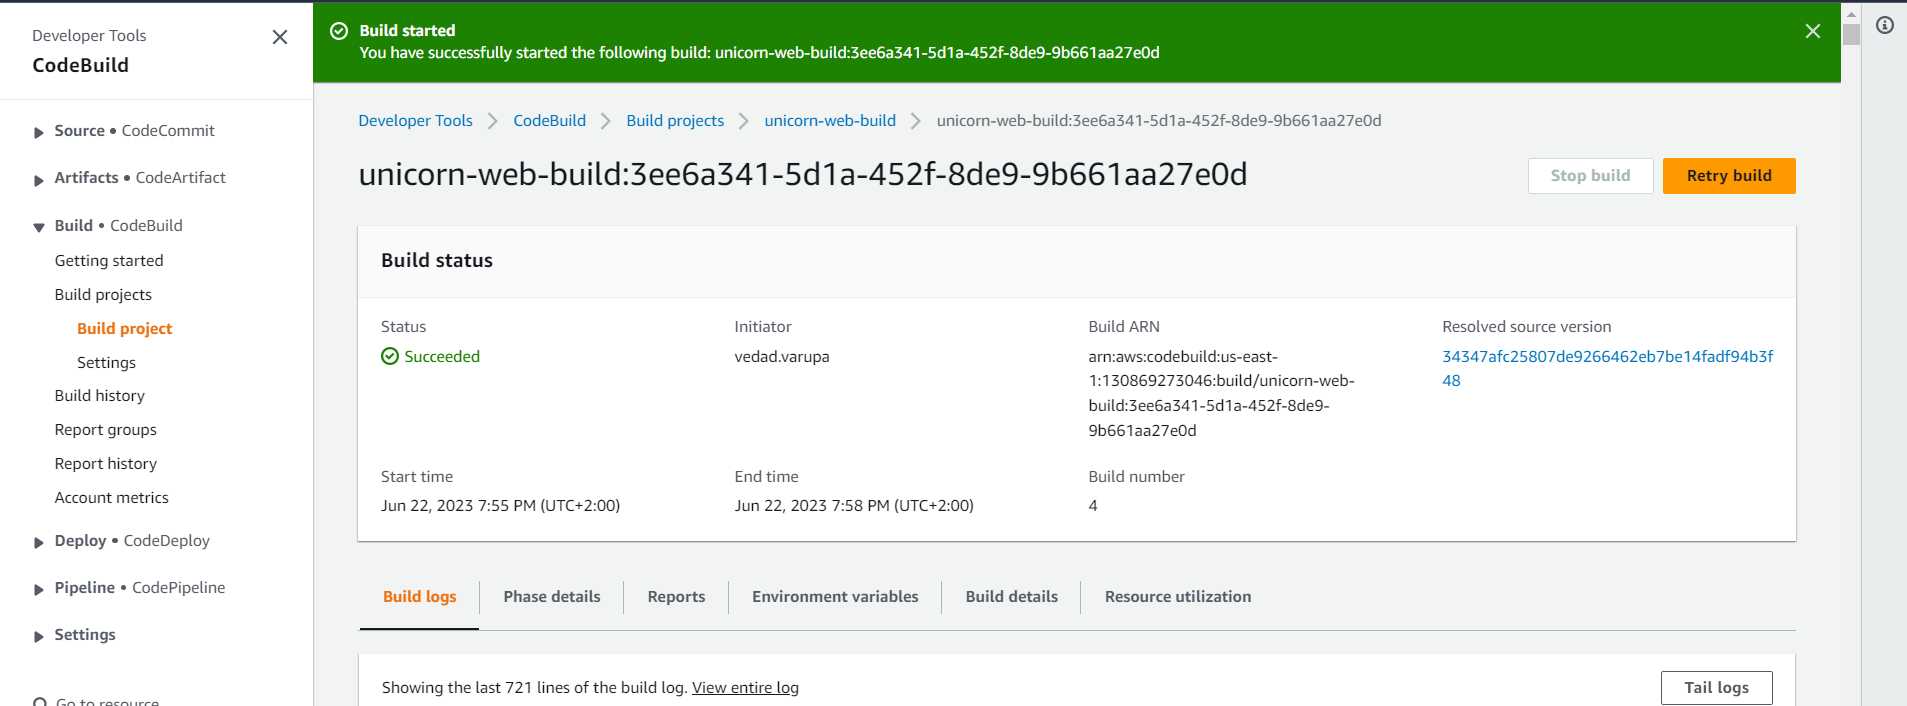 Developer Tools
CodeBuild
Source • CodeCommit
Artifacts • CodeArtifact
Build • CodeBuild
Getting started
Build projects
Build project
Settings
Build history
Report groups
Report history
Account metrics
Deploy • CodeDeploy
Pipeline • CodePipeline
Settings
Go to resource
Build started
You have successfully started the following build: unicorn-web-build:3ee6a341-5d1a-452f-8de9-9b661aa27e0d
Developer Tools > CodeBuild > Build projects > unicorn-web-build > unicorn-web-build:3ee6a341-5d1a-452f-8de9-9b661aa27e0d
unicorn-web-build:3ee6a341-5d1a-452f-8de9-9b661aa27e0d
Stop build
Retry build
Build status
Status
Succeeded
Initiator
vedad.varupa
Build ARN
arn:aws:codebuild:us-east-
1:130869273046:build/unicorn-web-
build:3ee6a341-5d1a-452f-8de9-
9b661aa27e0d
Resolved source version
34347afc25807de9266462eb7be14fadf94b3f
48
Start time
Jun 22, 2023 7:55 PM (UTC+2:00)
End time
Jun 22, 2023 7:58 PM (UTC+2:00)
Build number
4
Build logs
Phase details
Reports
Environment variables
Build details
Resource utilization
Showing the last 721 lines of the build log. View entire log
Tail logs